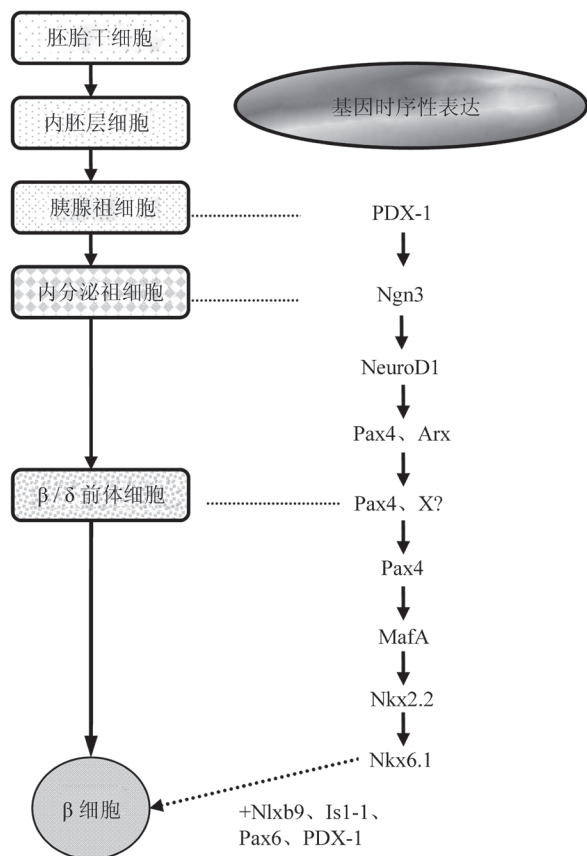 胚胎干细胞
基因时序性表达
内胚层细胞
胰腺祖细胞
PDX-1
内分泌祖细胞
Ngn3
NeuroD1
Pax4、Arx
β/δ前体细胞
Pax4、X?
Pax4
MafA
Nkx2.2
Nkx6.1
β细胞
+Nlxb9、Is1-1、
Pax6、PDX-1